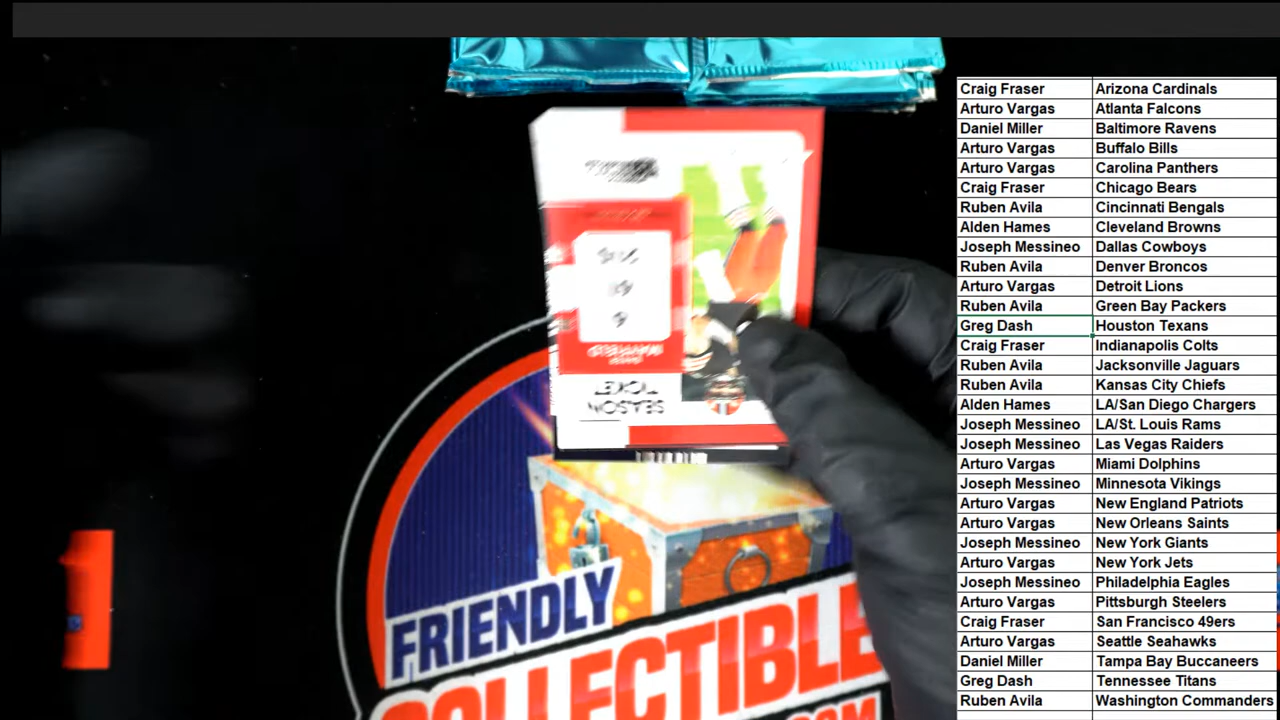 SEASON
TICKET
FRIENDLY
COLLECTIBLE
.COM
Craig Fraser Arizona Cardinals
Arturo Vargas Atlanta Falcons
Daniel Miller Baltimore Ravens
Arturo Vargas Buffalo Bills
Arturo Vargas Carolina Panthers
Craig Fraser Chicago Bears
Ruben Avila Cincinnati Bengals
Alden Hames Cleveland Browns
Joseph Messineo Dallas Cowboys
Ruben Avila Denver Broncos
Arturo Vargas Detroit Lions
Ruben Avila Green Bay Packers
Greg Dash Houston Texans
Craig Fraser Indianapolis Colts
Ruben Avila Jacksonville Jaguars
Ruben Avila Kansas City Chiefs
Alden Hames LA/San Diego Chargers
Joseph Messineo LA/St. Louis Rams
Joseph Messineo Las Vegas Raiders
Arturo Vargas Miami Dolphins
Joseph Messineo Minnesota Vikings
Arturo Vargas New England Patriots
Arturo Vargas New Orleans Saints
Joseph Messineo New York Giants
Arturo Vargas New York Jets
Joseph Messineo Philadelphia Eagles
Arturo Vargas Pittsburgh Steelers
Craig Fraser San Francisco 49ers
Arturo Vargas Seattle Seahawks
Daniel Miller Tampa Bay Buccaneers
Greg Dash Tennessee Titans
Ruben Avila Washington Commanders